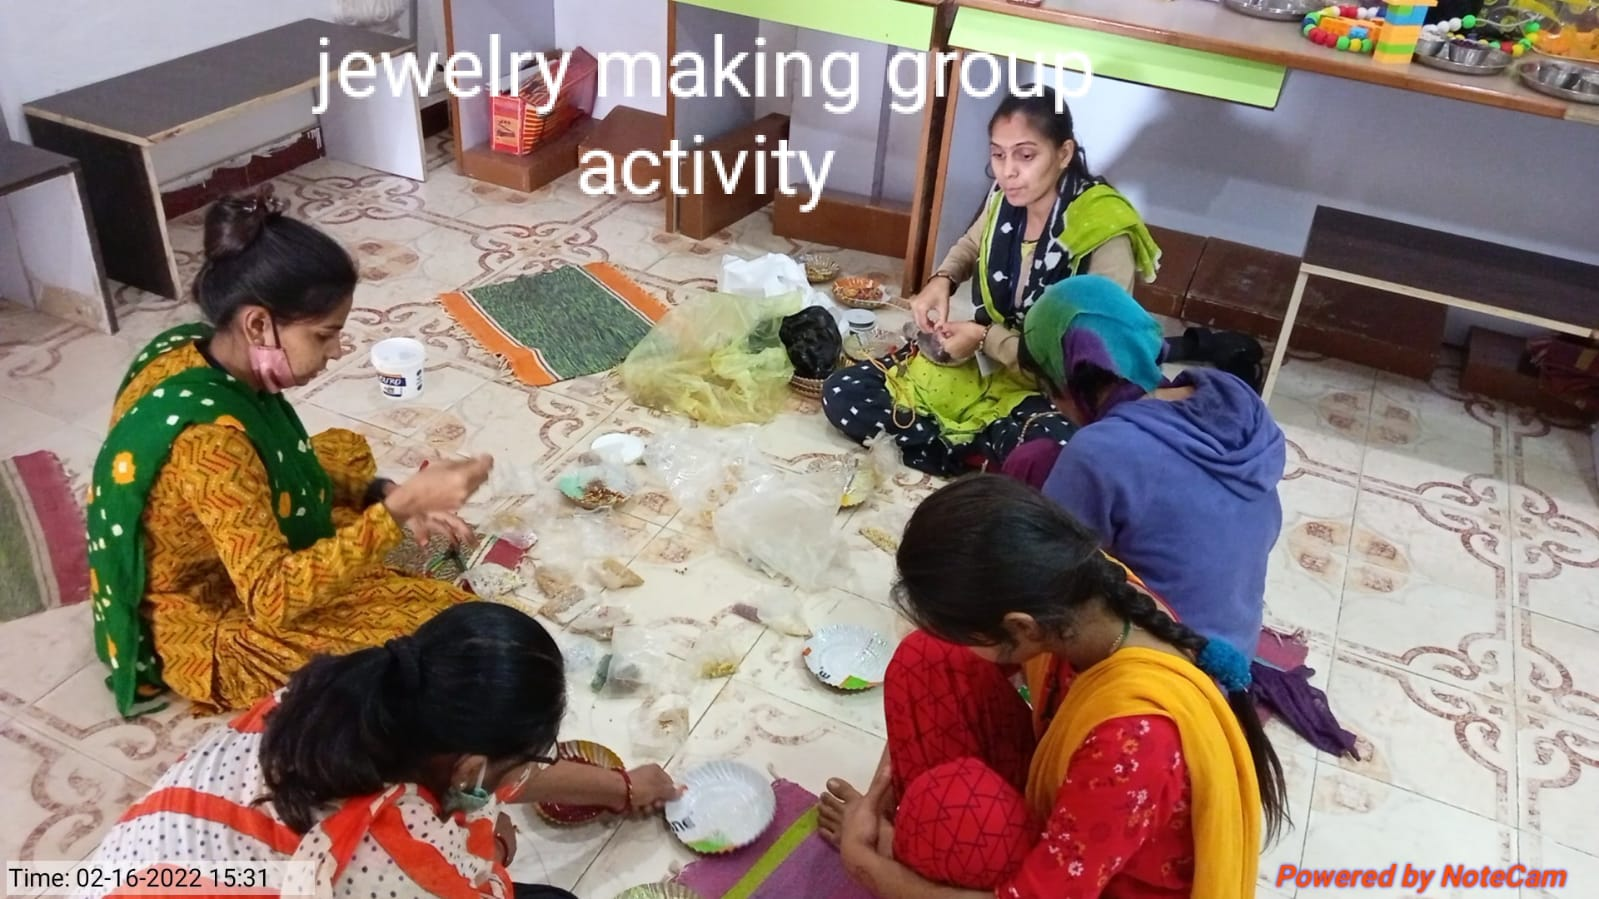 jewelry making group
activity
Time: 02-16-2022 15:31
Powered by NoteCam